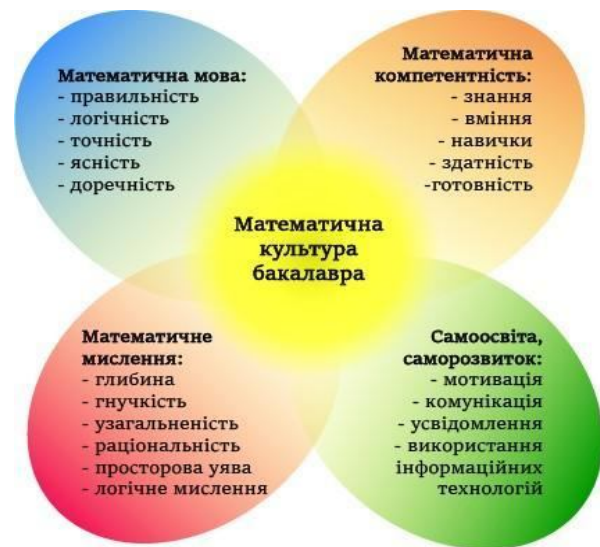 Математична мова:
- правильність
- логічність
- точність
- ясність
- доречність
Математична
компетентність:
- знання
- вміння
- навички
- здатність
-готовність
Математична
культура
бакалавра
Математичне
мислення:
- глибина
- гнучкість
- узагальненість
- раціональність
- просторова уява
- логічне мислення
Самоосвіта,
саморозвиток:
- мотивація
- комунікація
- усвідомлення
- використання
інформаційних
технологій